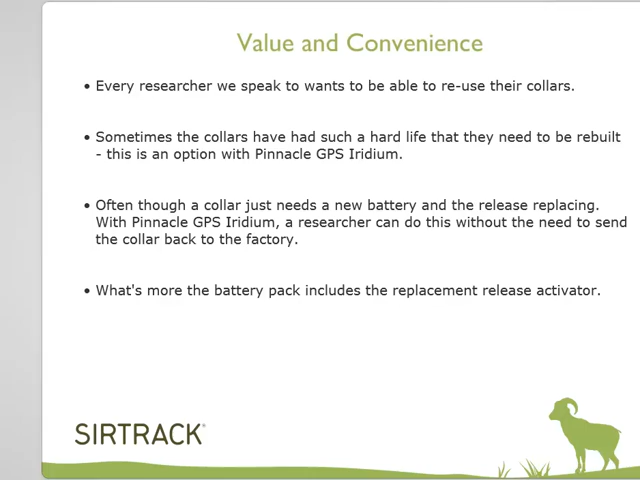 Value and Convenience
• Every researcher we speak to wants to be able to re-use their collars.
• Sometimes the collars have had such a hard life that they need to be rebuilt
- this is an option with Pinnacle GPS Iridium.
• Often though a collar just needs a new battery and the release replacing.
With Pinnacle GPS Iridium, a researcher can do this without the need to send
the collar back to the factory.
• What's more the battery pack includes the replacement release activator.
SIRTRACK®